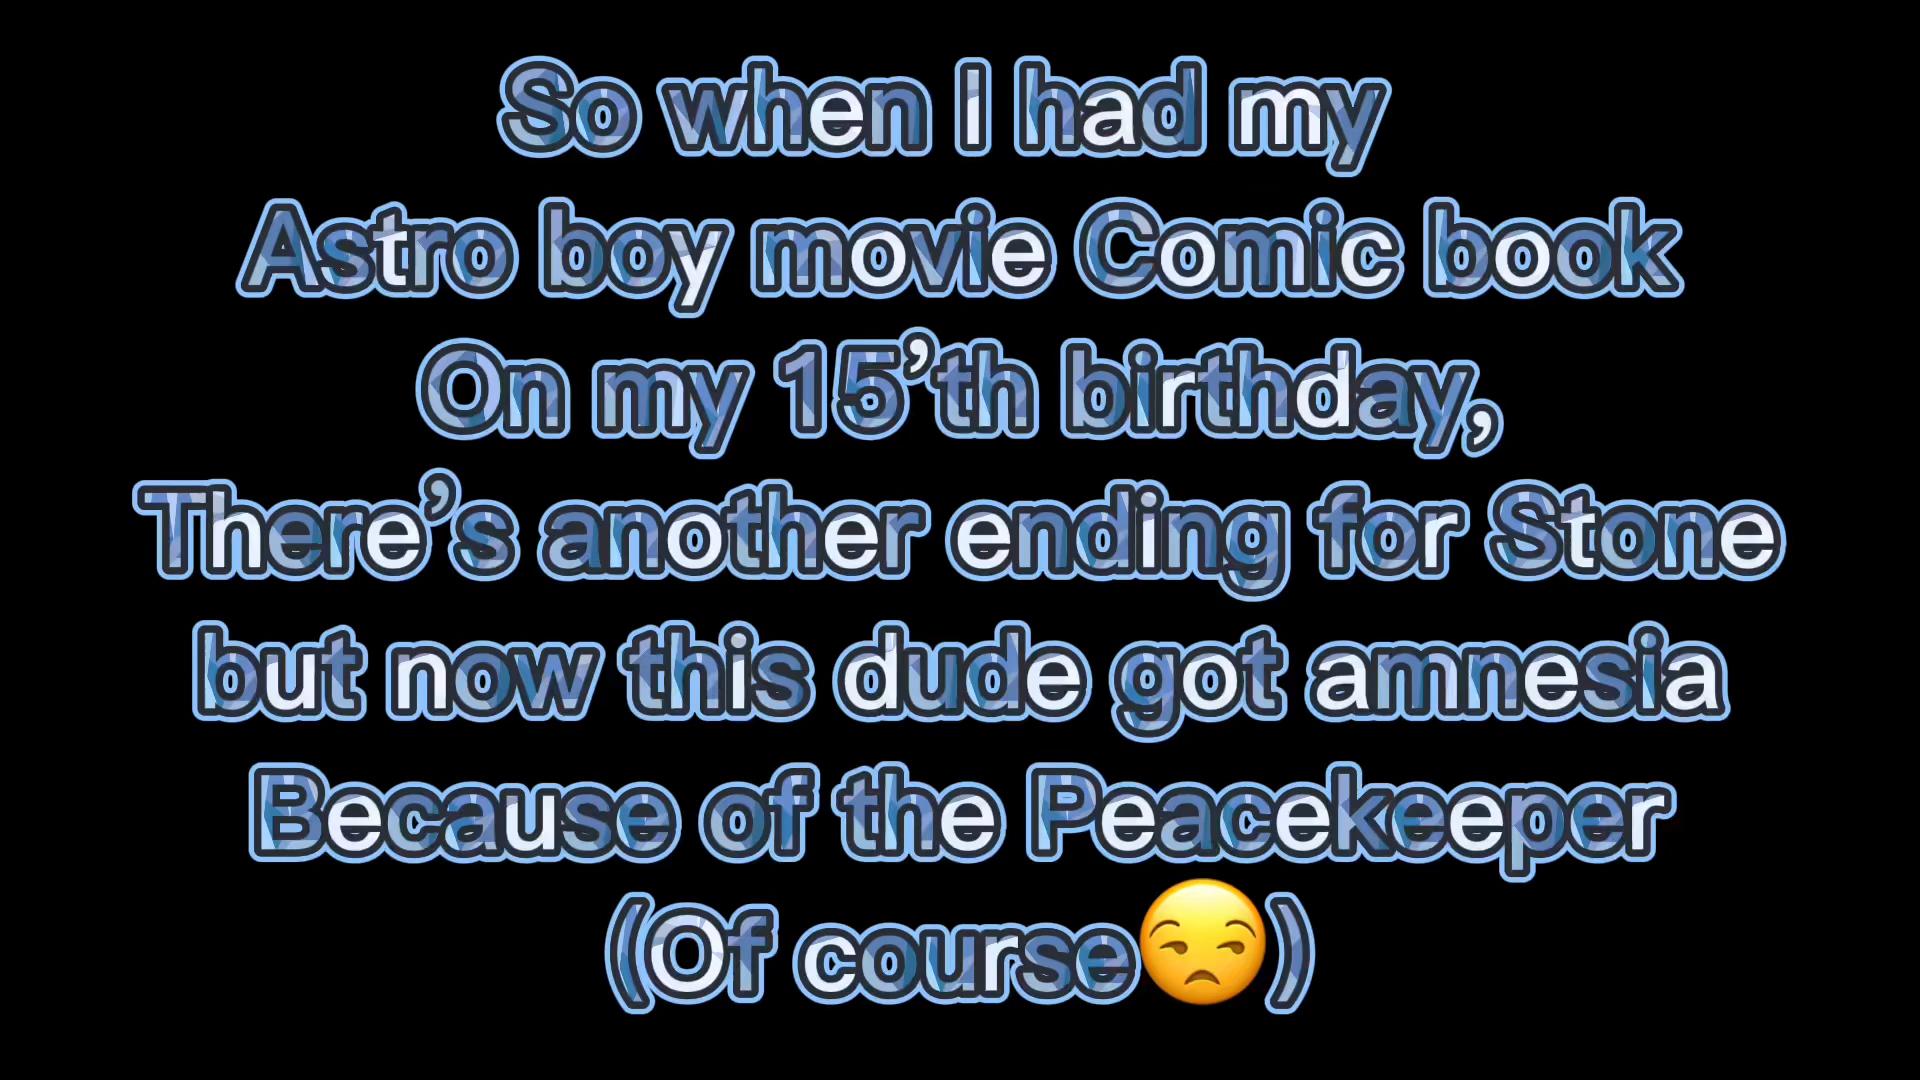 So when I had my
Astro boy movie Comic book
On my 15’th birthday,
There’s another ending for Stone
but now this dude got amnesia
Because of the Peacekeeper
(Of course😒)